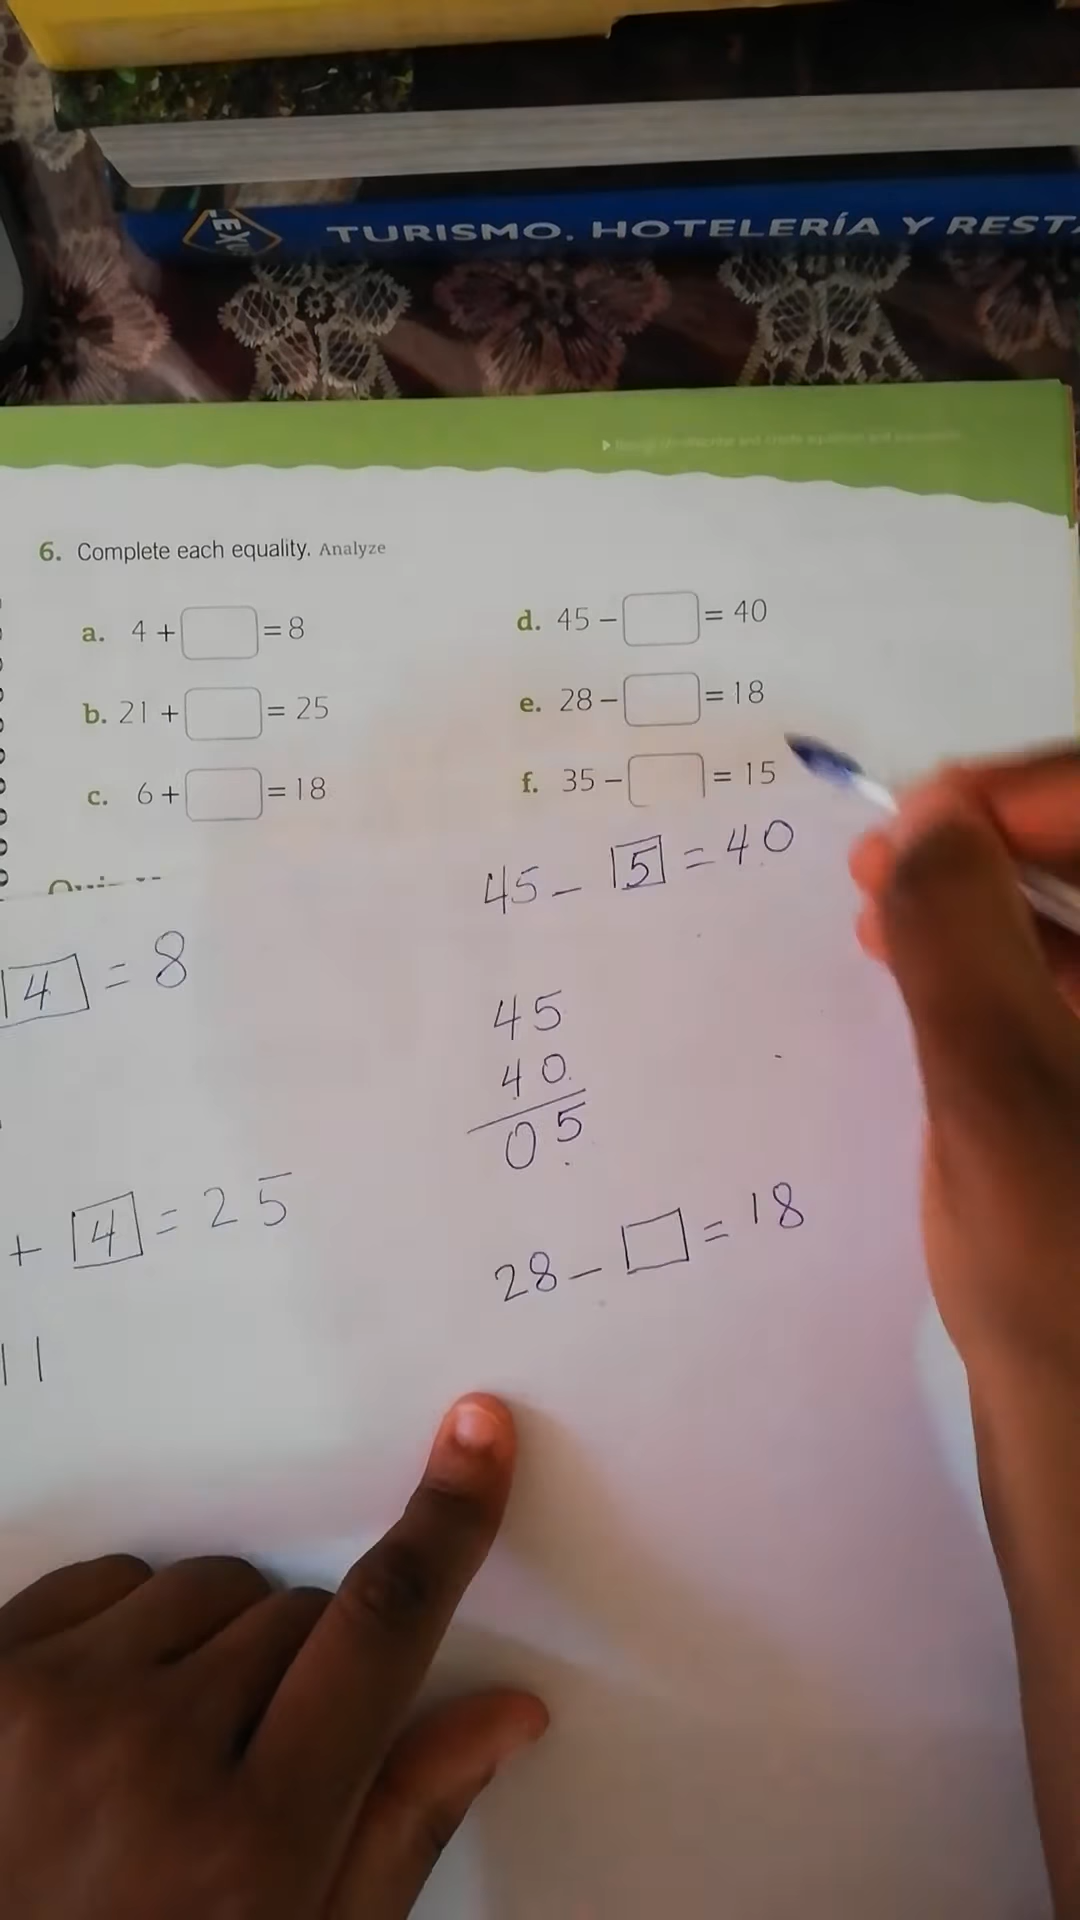 TURISMO, HOTELERÍA Y REST
6. Complete each equality. Analyze
a. 4 + = 8
b. 21 + = 25
c. 6 + = 18
d. 45 − = 40
e. 28 − = 18
f. 35 − = 15
45 − 5 = 40
4 = 8
45
40
05
+ 4 = 25
28 − = 18
11